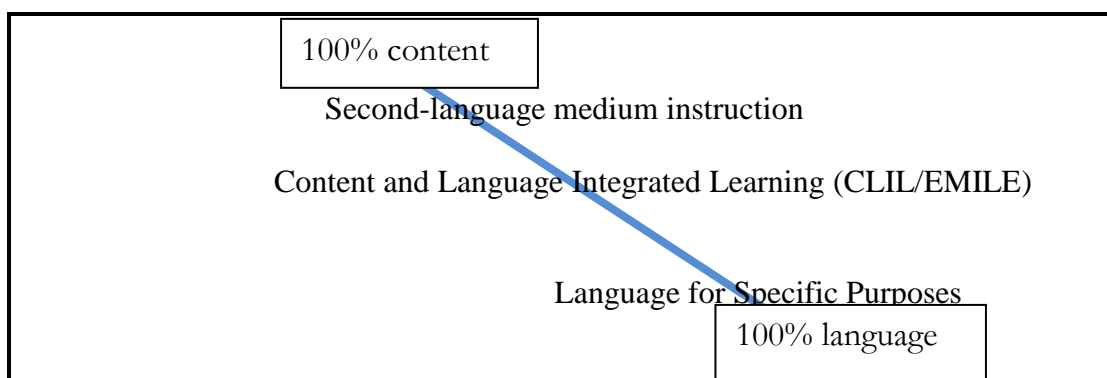 100% content
Second-language medium instruction
Content and Language Integrated Learning (CLIL/EMILE)
Language for Specific Purposes
100% language